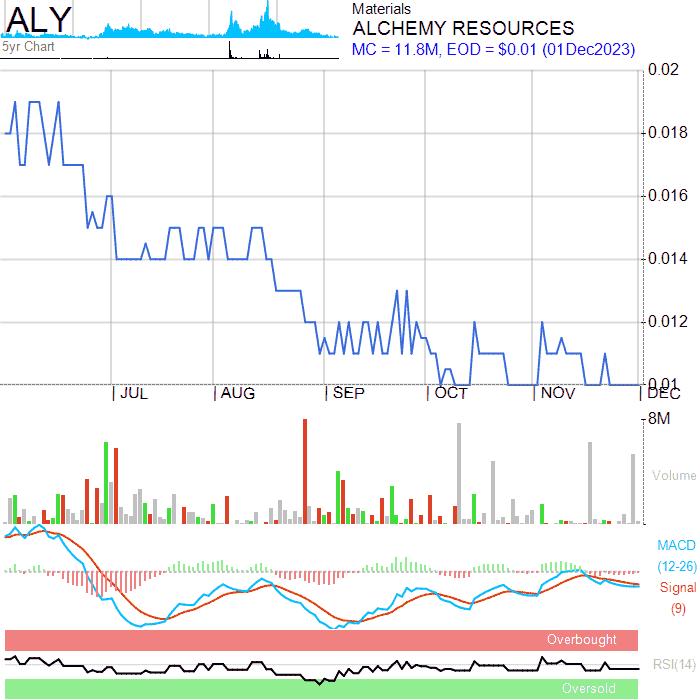 ALY
5yr Chart
Materials
ALCHEMY RESOURCES
MC = 11.8M, EOD = $0.01 (01Dec2023)
0.02
0.018
0.016
0.014
0.012
0.01
JUL AUG SEP OCT NOV DEC
8M
Volume
MACD
(12-26)
Signal
(9)
Overbought
RSI(14)
Oversold